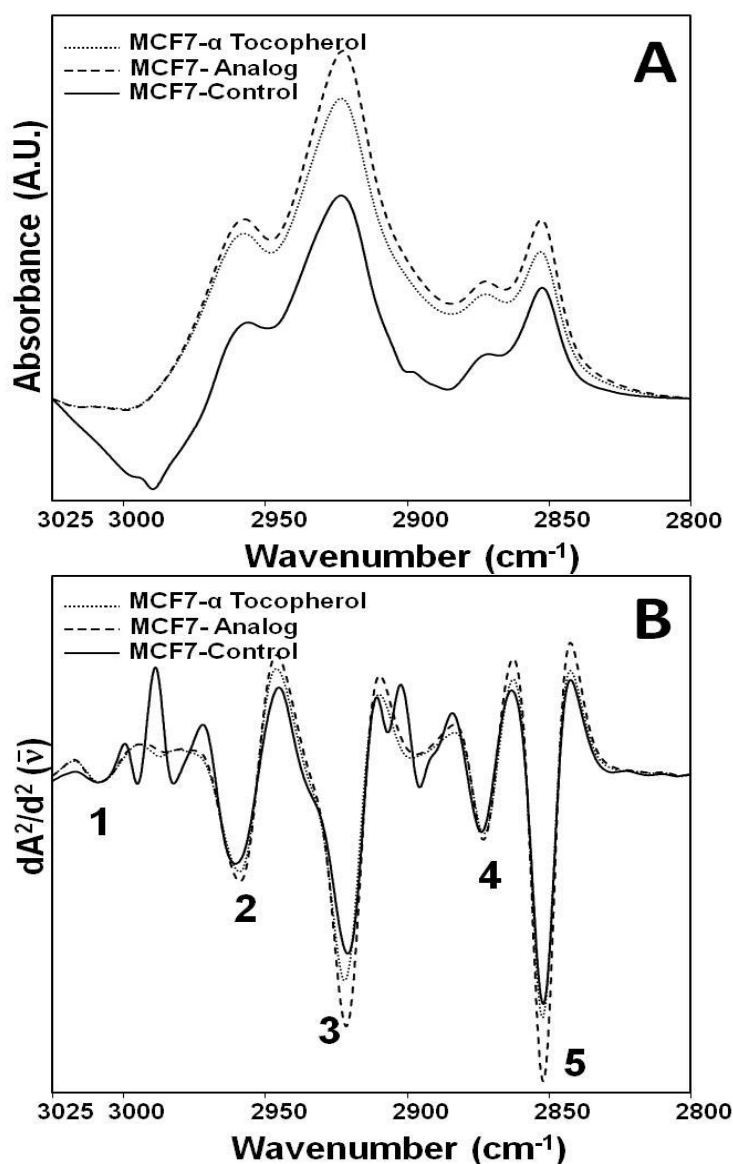 MCF7-α Tocopherol
MCF7- Analog
MCF7-Control
A
Absorbance (A.U.)
3025 3000 2950 2900 2850 2800
Wavenumber (cm-1)
MCF7-α Tocopherol
MCF7- Analog
MCF7-Control
B
dA²/d² (ν̄)
1
2
3
4
5
3025 3000 2950 2900 2850 2800
Wavenumber (cm-1)